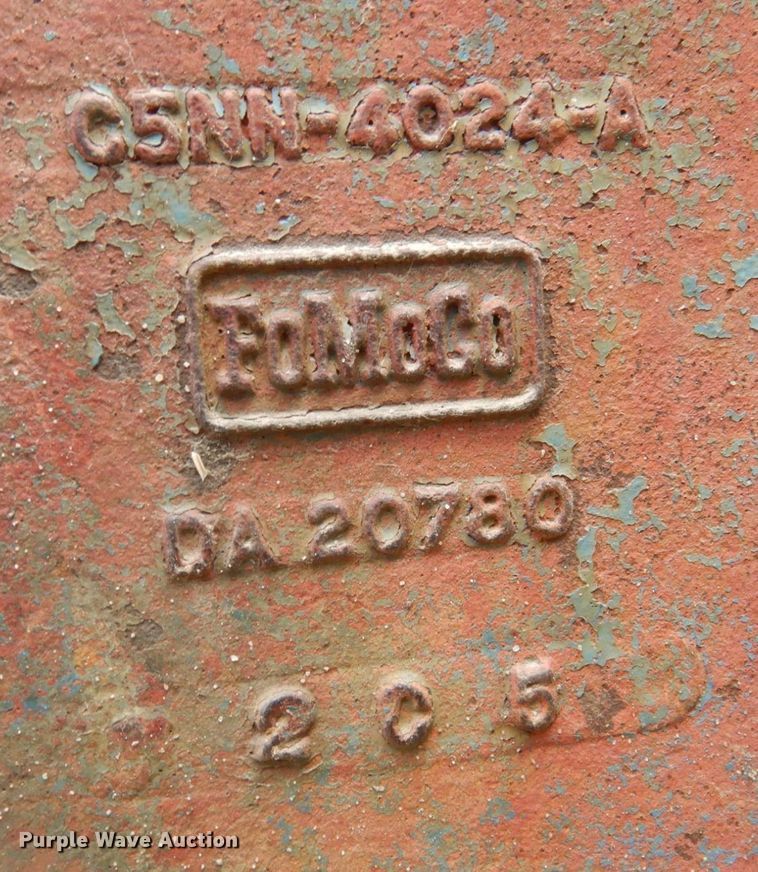 C5NN-4024-A
FoMoCo
DA 20780
2 C 5
Purple Wave Auction